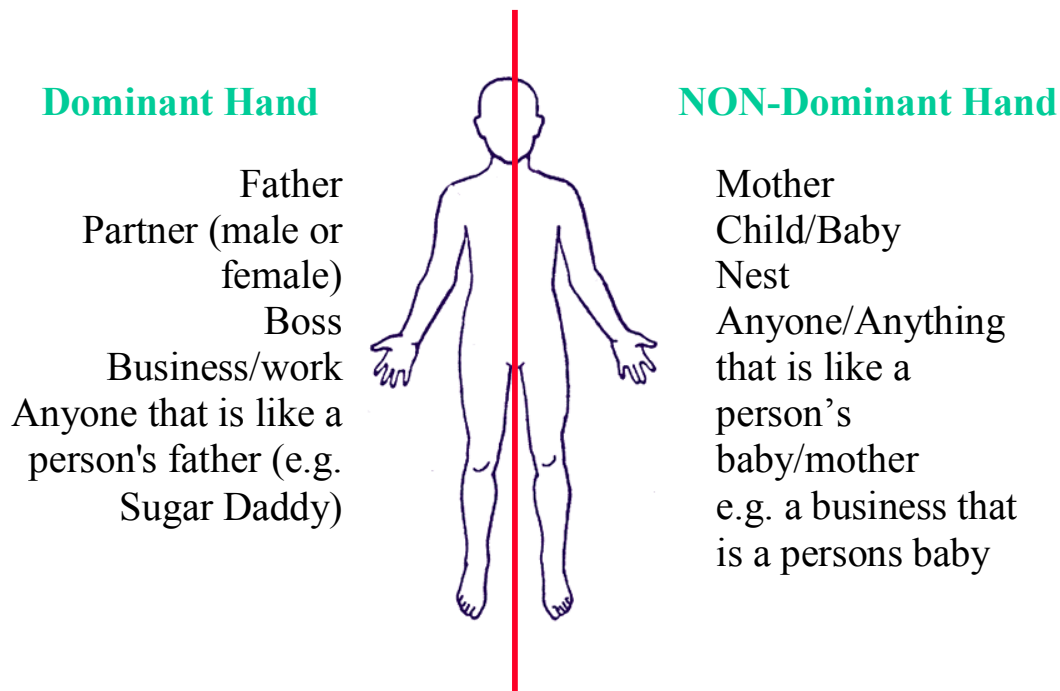 Dominant Hand
Father
Partner (male or
female)
Boss
Business/work
Anyone that is like a
person's father (e.g.
Sugar Daddy)
NON-Dominant Hand
Mother
Child/Baby
Nest
Anyone/Anything
that is like a
person’s
baby/mother
e.g. a business that
is a persons baby